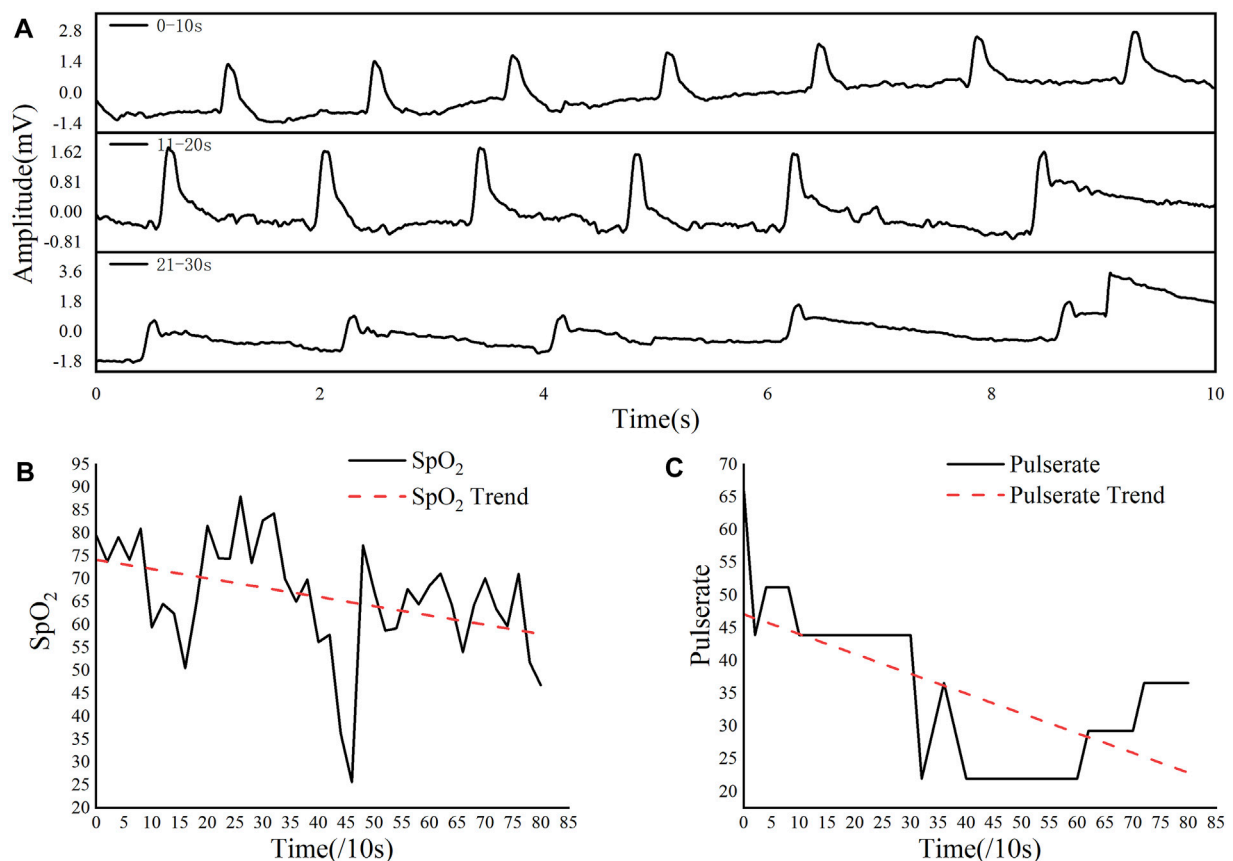 A
Amplitude(mV)
0-10s
2.8
1.4
0.0
-1.4
11-20s
1.62
0.81
0.00
-0.81
21-30s
3.6
1.8
0.0
-1.8
0 2 4 6 8 10
Time(s)
B
SpO2
SpO2 Trend
SpO2
95
90
85
80
75
70
65
60
55
50
45
40
35
30
25
20
0 5 10 15 20 25 30 35 40 45 50 55 60 65 70 75 80 85
Time(/10s)
C
Pulserate
Pulserate Trend
Pulserate
70
65
60
55
50
45
40
35
30
25
20
0 5 10 15 20 25 30 35 40 45 50 55 60 65 70 75 80 85
Time(/10s)